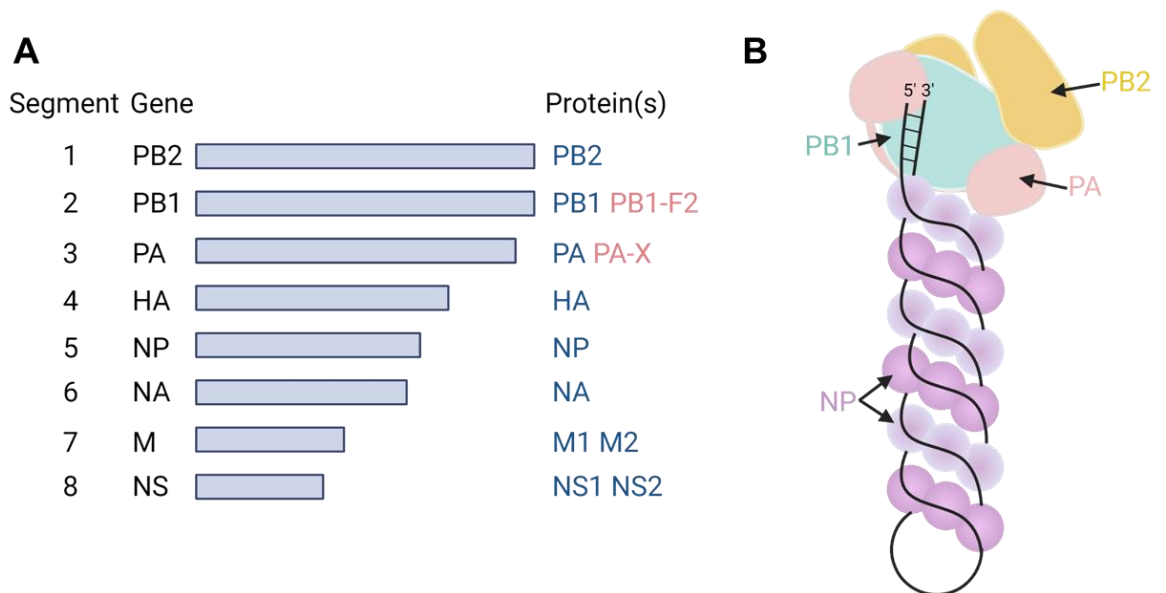 A
Segment Gene Protein(s)
1 PB2 PB2
2 PB1 PB1 PB1-F2
3 PA PA PA-X
4 HA HA
5 NP NP
6 NA NA
7 M M1 M2
8 NS NS1 NS2
B
5' 3'
PB2
PB1
PA
NP